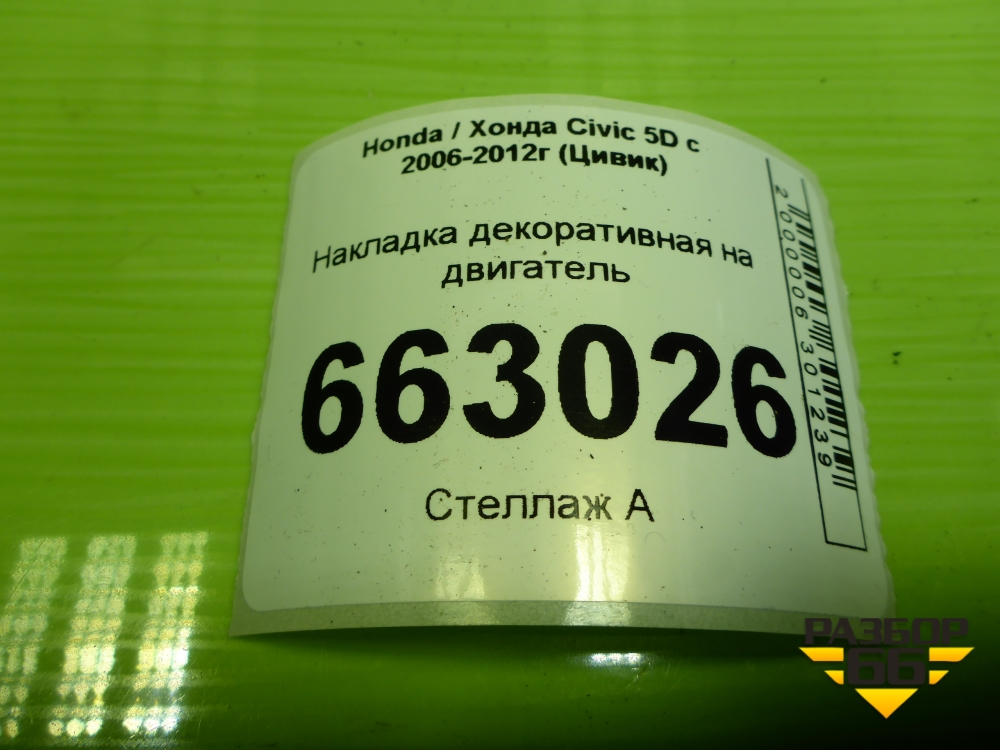 Honda / Хонда Civic 5D с
2006-2012г (Цивик)
Накладка декоративная на
двигатель
663026
Стеллаж А
2000006301239
РАЗБОР
66